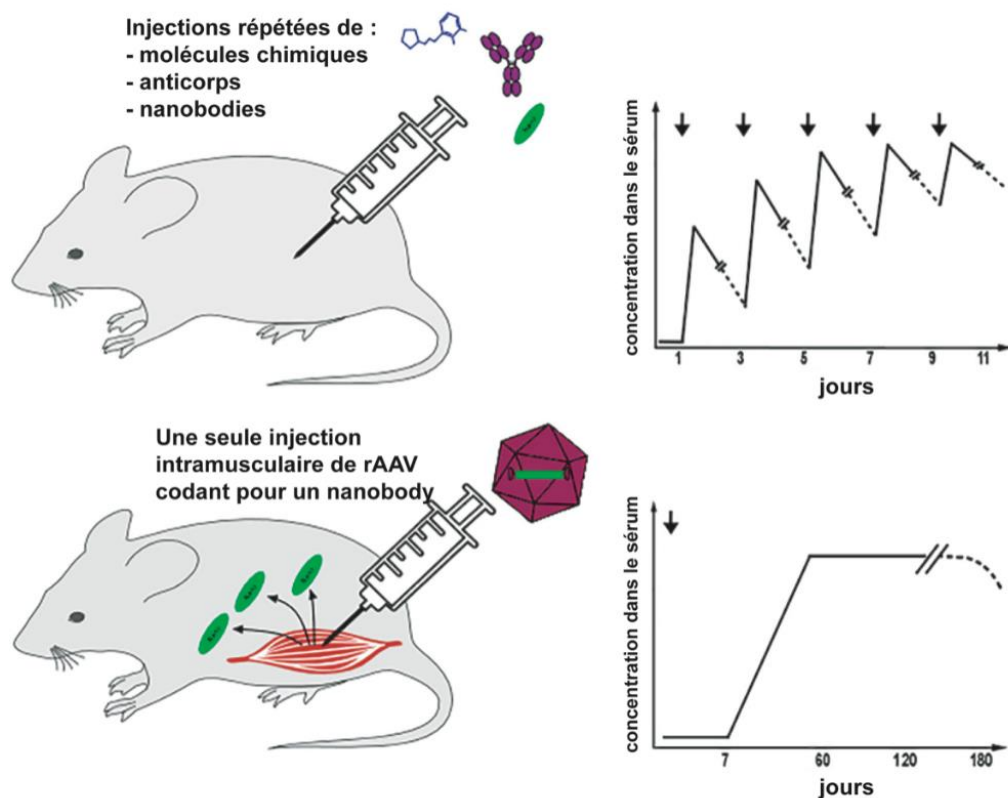 Injections répétées de :
- molécules chimiques
- anticorps
- nanobodies
concentration dans le sérum
1 3 5 7 9 11
jours
Une seule injection
intramusculaire de rAAV
codant pour un nanobody
concentration dans le sérum
7 60 120 180
jours